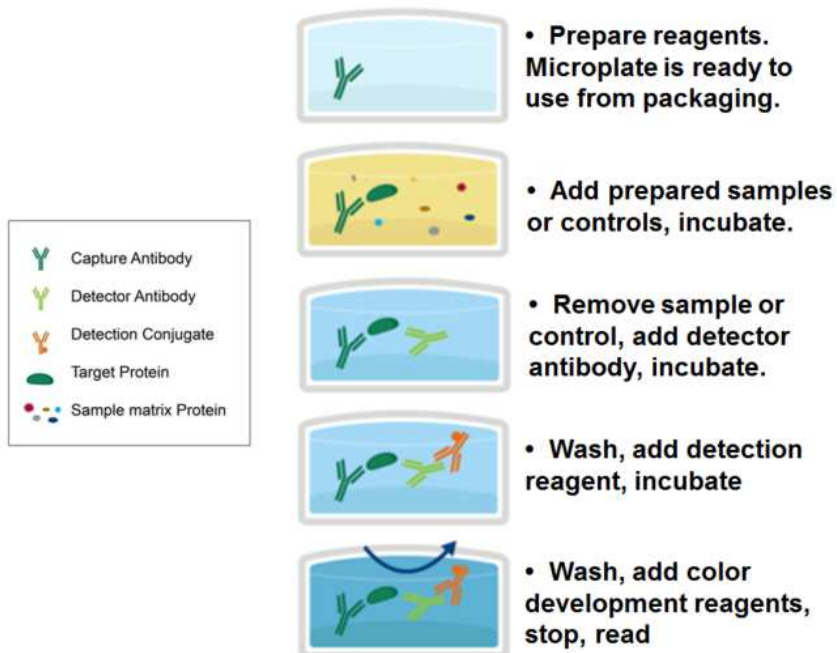 • Prepare reagents.
Microplate is ready to
use from packaging.
• Add prepared samples
or controls, incubate.
Capture Antibody
Detector Antibody
Detection Conjugate
Target Protein
Sample matrix Protein
• Remove sample or
control, add detector
antibody, incubate.
• Wash, add detection
reagent, incubate
• Wash, add color
development reagents,
stop, read